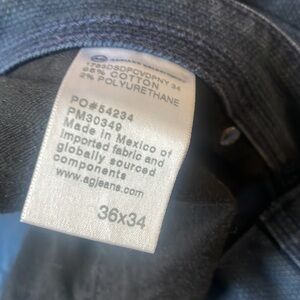 98% COTTON
2% POLYURETHANE
PO#54234
PM30349
Made in Mexico of
imported fabric and
globally sourced
components
www.agjeans.com
36x34